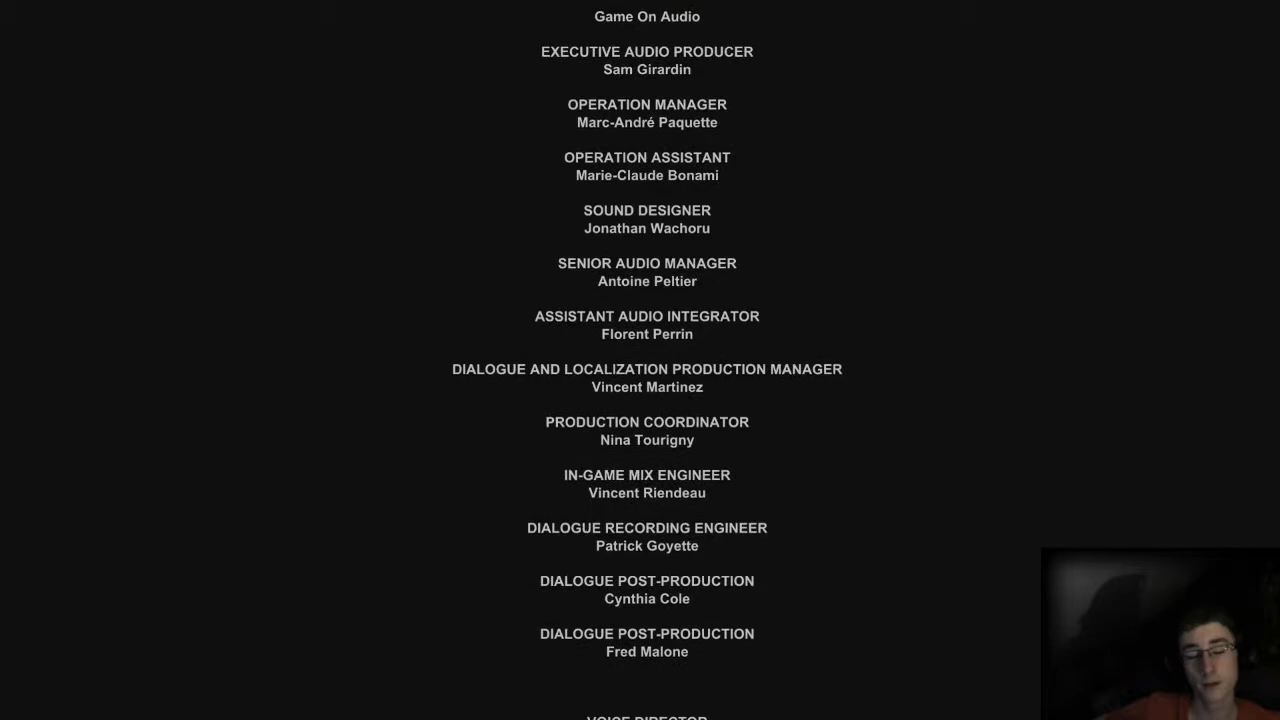 Game On Audio
EXECUTIVE AUDIO PRODUCER
Sam Girardin
OPERATION MANAGER
Marc-André Paquette
OPERATION ASSISTANT
Marie-Claude Bonami
SOUND DESIGNER
Jonathan Wachoru
SENIOR AUDIO MANAGER
Antoine Peltier
ASSISTANT AUDIO INTEGRATOR
Florent Perrin
DIALOGUE AND LOCALIZATION PRODUCTION MANAGER
Vincent Martinez
PRODUCTION COORDINATOR
Nina Tourigny
IN-GAME MIX ENGINEER
Vincent Riendeau
DIALOGUE RECORDING ENGINEER
Patrick Goyette
DIALOGUE POST-PRODUCTION
Cynthia Cole
DIALOGUE POST-PRODUCTION
Fred Malone
VOICE DIRECTOR